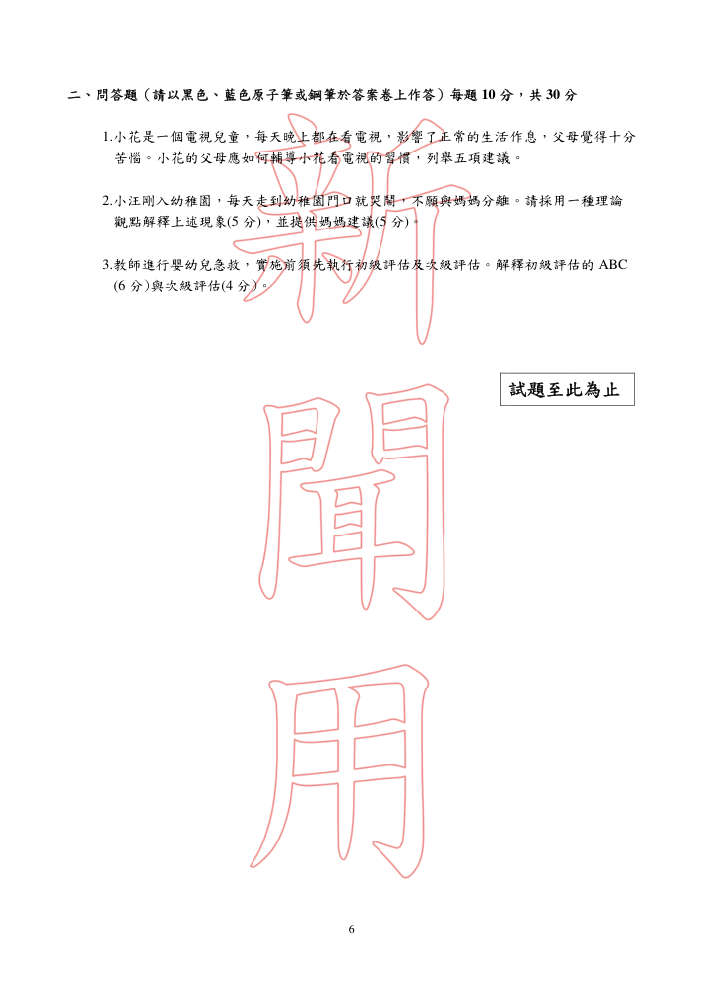 二、問答題（請以黑色、藍色原子筆或鋼筆於答案卷上作答）每題 10 分，共 30 分
1.小花是一個電視兒童，每天晚上都在看電視，影響了正常的生活作息，父母覺得十分
苦惱。小花的父母應如何輔導小花看電視的習慣，列舉五項建議。
2.小汪剛入幼稚園，每天走到幼稚園門口就哭鬧，不願與媽媽分離。請採用一種理論
觀點解釋上述現象(5 分)，並提供媽媽建議(5 分)。
3.教師進行嬰幼兒急救，實施前須先執行初級評估及次級評估。解釋初級評估的 ABC
(6 分)與次級評估(4 分)。
試題至此為止
新
聞
用
6